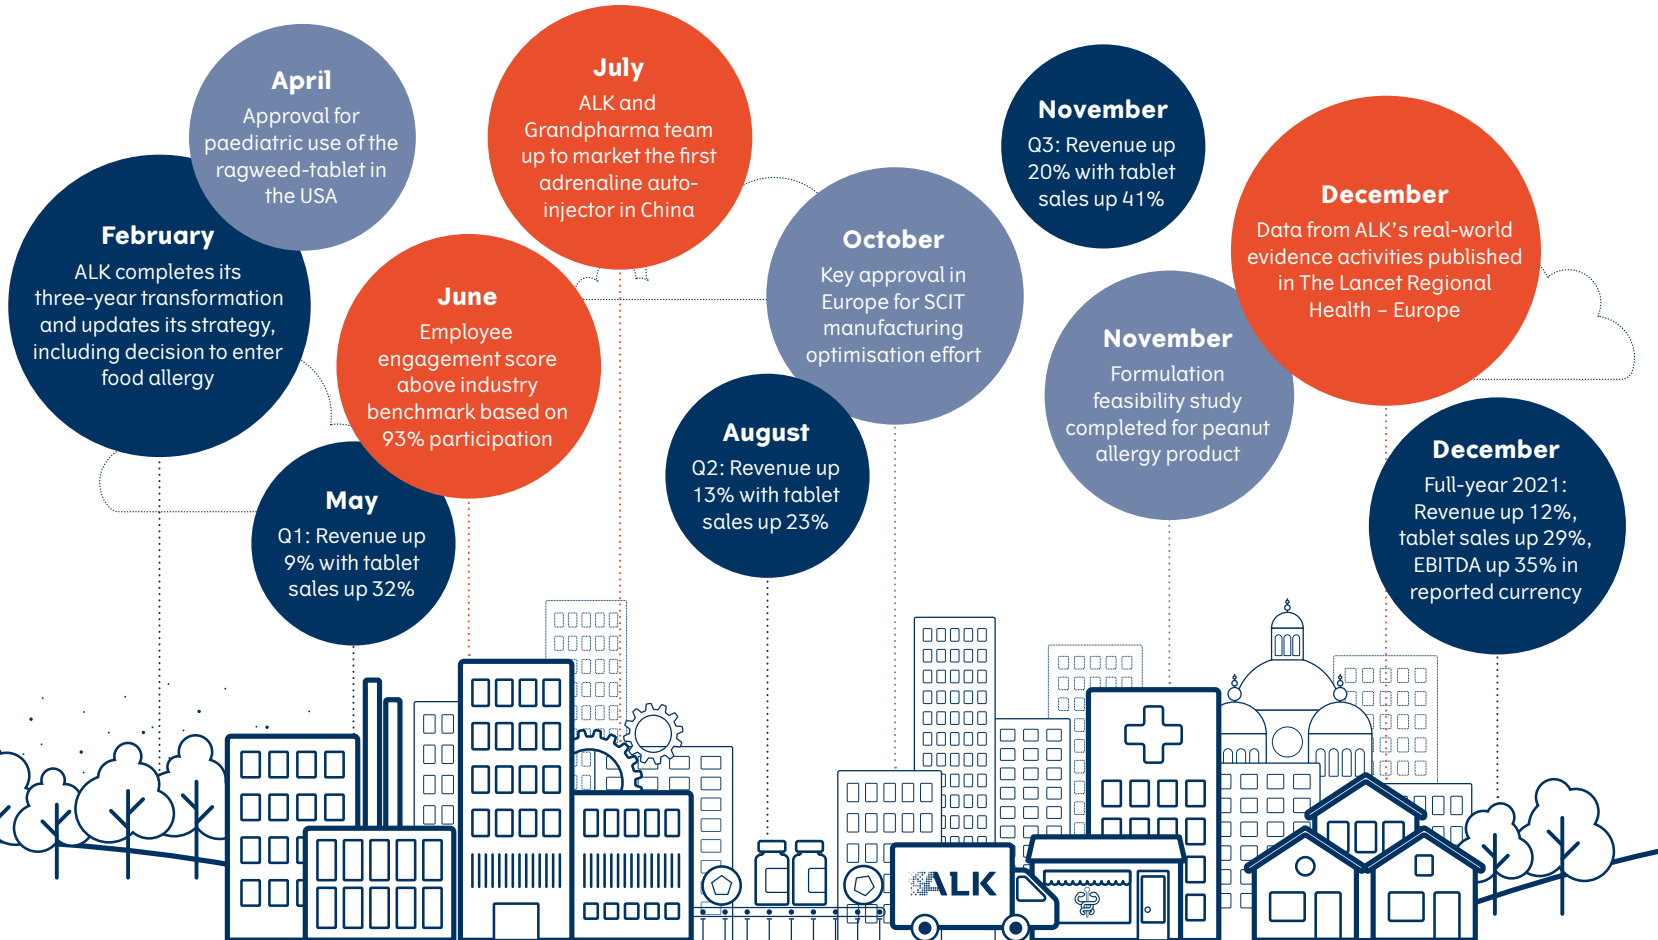 February
ALK completes its
three-year transformation
and updates its strategy,
including decision to enter
food allergy
April
Approval for
paediatric use of the
ragweed-tablet in
the USA
May
Q1: Revenue up
9% with tablet
sales up 32%
June
Employee
engagement score
above industry
benchmark based on
93% participation
July
ALK and
Grandpharma team
up to market the first
adrenaline auto-
injector in China
August
Q2: Revenue up
13% with tablet
sales up 23%
October
Key approval in
Europe for SCIT
manufacturing
optimisation effort
November
Q3: Revenue up
20% with tablet
sales up 41%
November
Formulation
feasibility study
completed for peanut
allergy product
December
Data from ALK's real-world
evidence activities published
in The Lancet Regional
Health – Europe
December
Full-year 2021:
Revenue up 12%,
tablet sales up 29%,
EBITDA up 35% in
reported currency
ALK